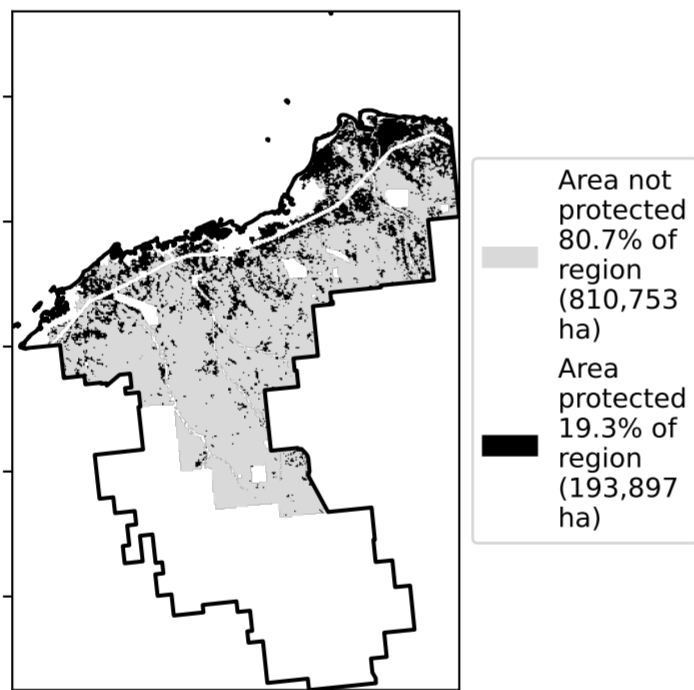 Area not
protected
80.7% of
region
(810,753
ha)
Area
protected
19.3% of
region
(193,897
ha)